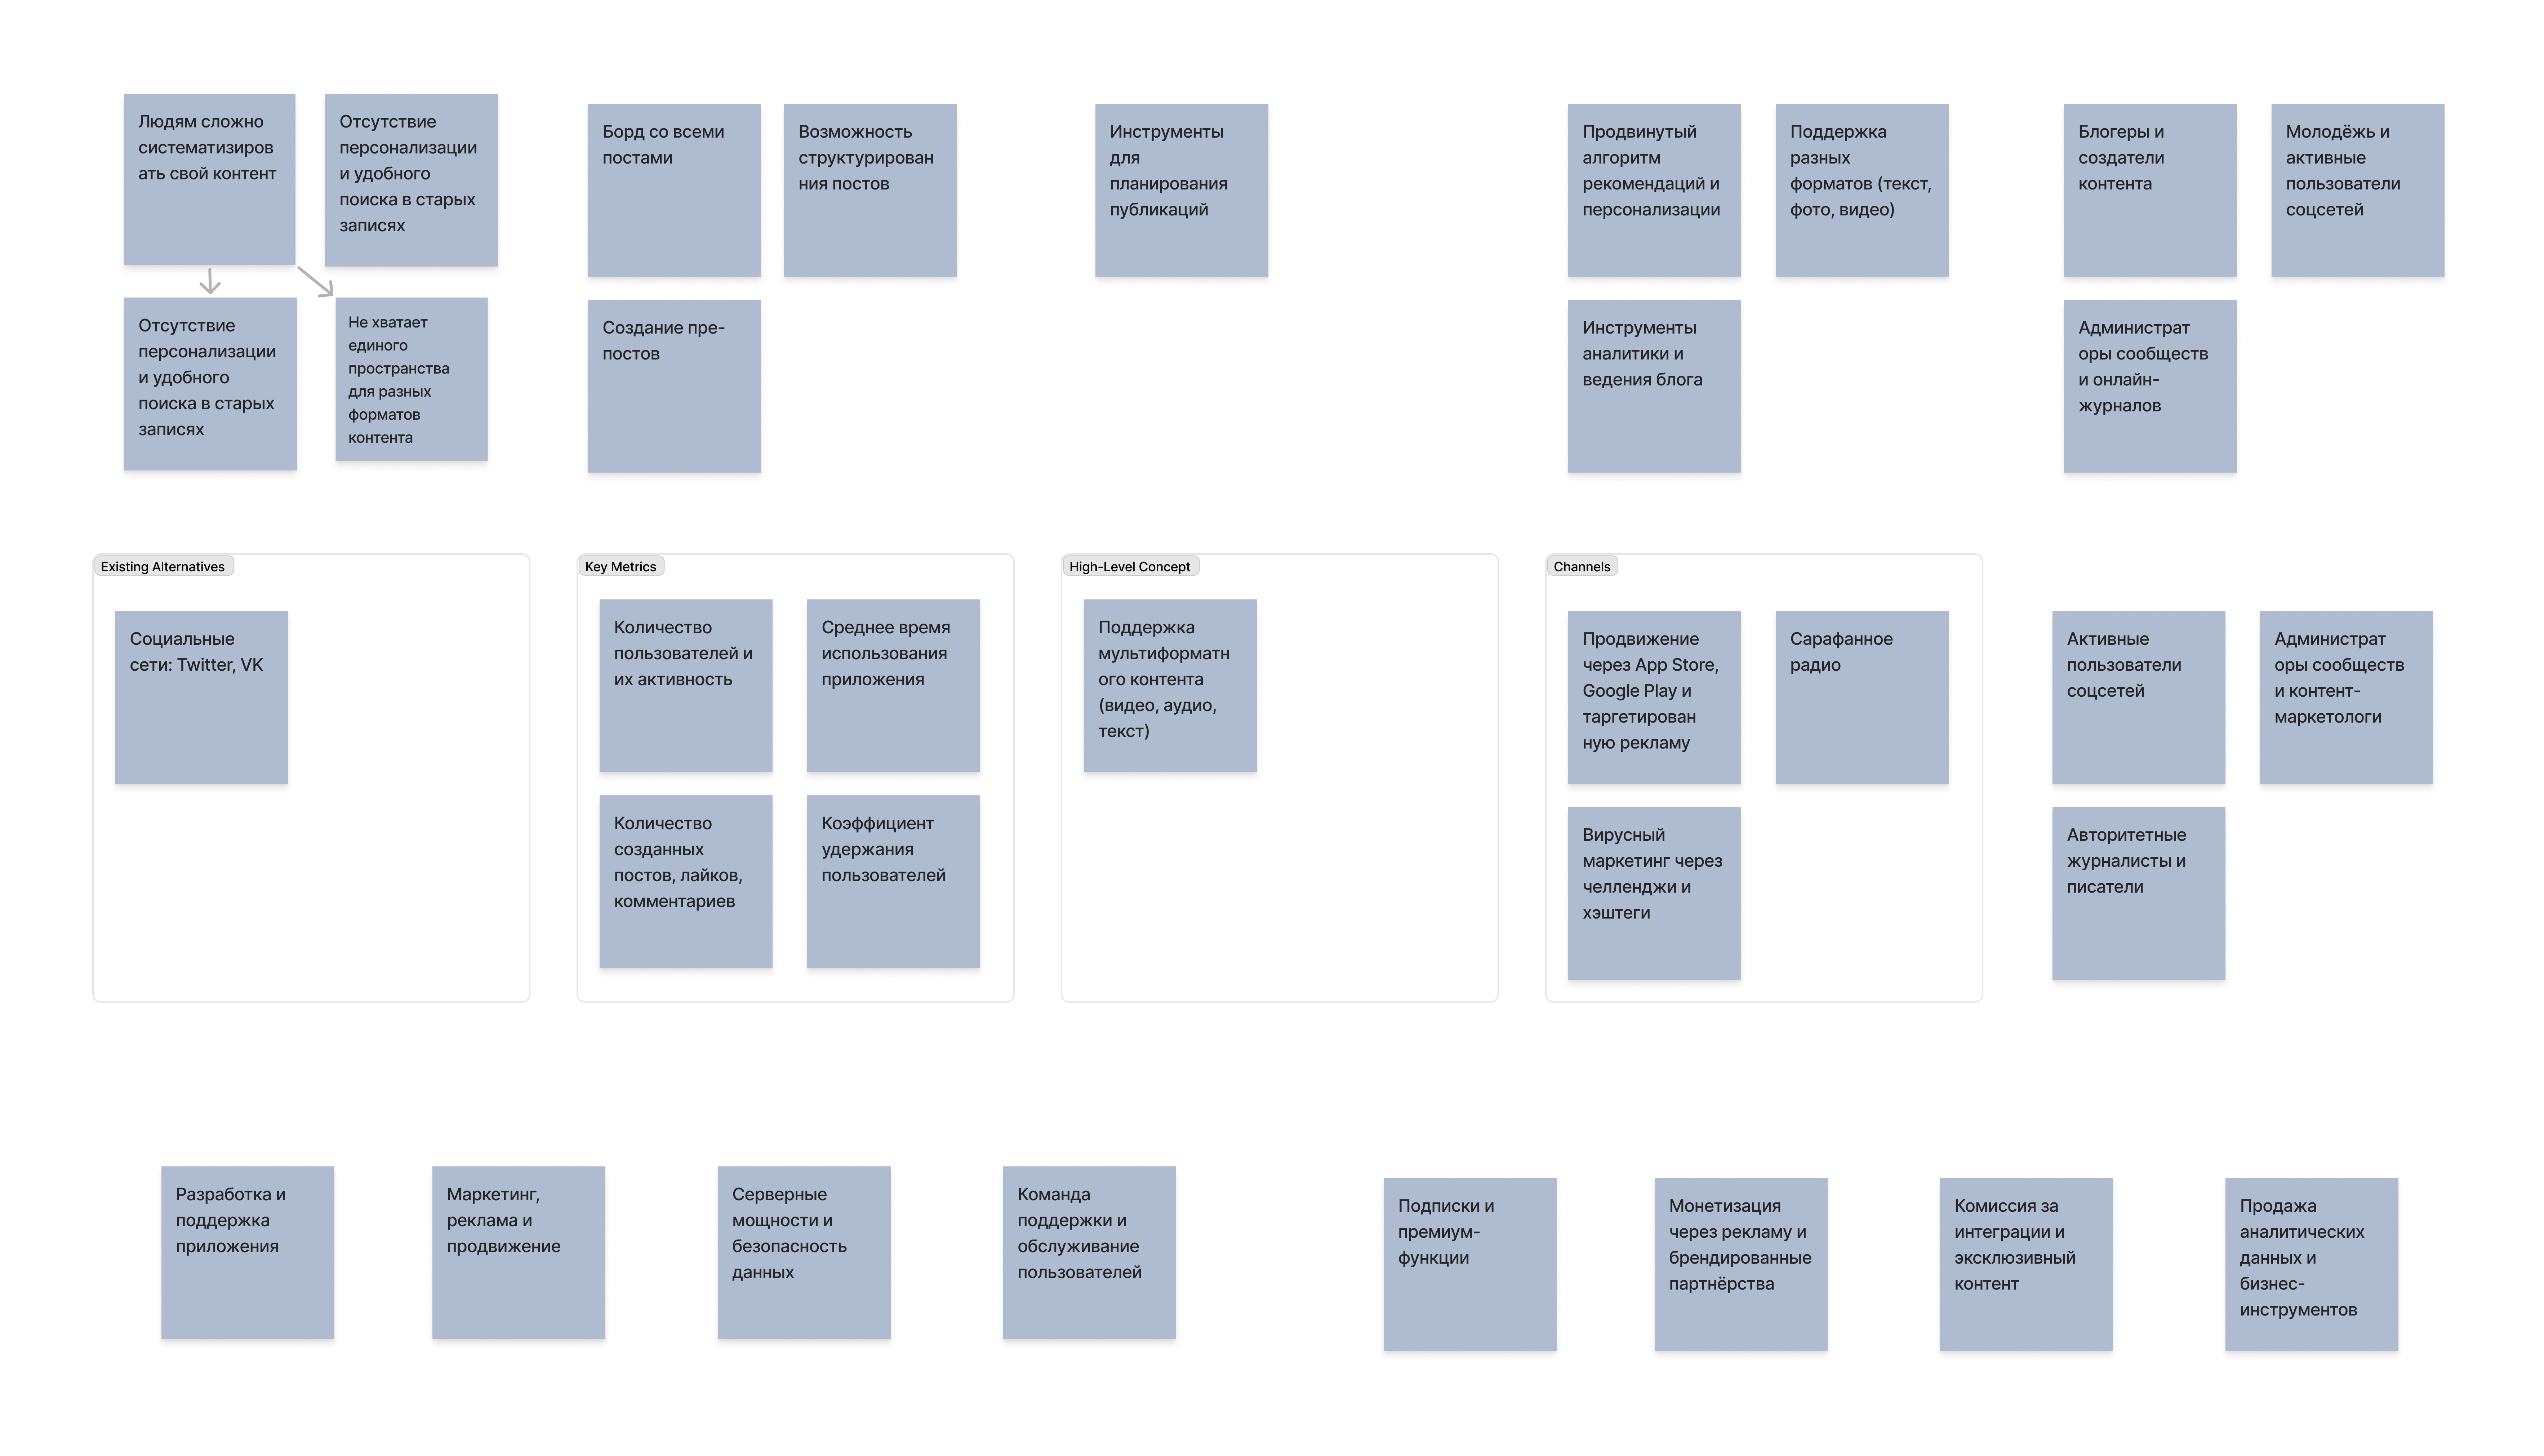 Людям сложно
систематизиров
ать свой контент
Отсутствие
персонализации
и удобного
поиска в старых
записях
Отсутствие
персонализации
и удобного
поиска в старых
записях
Не хватает
единого
пространства
для разных
форматов
контента
Борд со всеми
постами
Возможность
структурирован
ния постов
Создание пре-
постов
Инструменты
для
планирования
публикаций
Продвинутый
алгоритм
рекомендаций и
персонализации
Поддержка
разных
форматов (текст,
фото, видео)
Инструменты
аналитики и
ведения блога
Блогеры и
создатели
контента
Молодёжь и
активные
пользователи
соцсетей
Администрат
оры сообществ
и онлайн-
журналов
Existing Alternatives
Социальные
сети: Twitter, VK
Key Metrics
Количество
пользователей и
их активность
Среднее время
использования
приложения
Количество
созданных
постов, лайков,
комментариев
Коэффициент
удержания
пользователей
High-Level Concept
Поддержка
мультиформатн
ого контента
(видео, аудио,
текст)
Channels
Продвижение
через App Store,
Google Play и
таргетирован
ную рекламу
Сарафанное
радио
Вирусный
маркетинг через
челленджи и
хэштеги
Активные
пользователи
соцсетей
Администрат
оры сообществ
и контент-
маркетологи
Авторитетные
журналисты и
писатели
Разработка и
поддержка
приложения
Маркетинг,
реклама и
продвижение
Серверные
мощности и
безопасность
данных
Команда
поддержки и
обслуживание
пользователей
Подписки и
премиум-
функции
Монетизация
через рекламу и
брендированные
партнёрства
Комиссия за
интеграции и
эксклюзивный
контент
Продажа
аналитических
данных и
бизнес-
инструментов